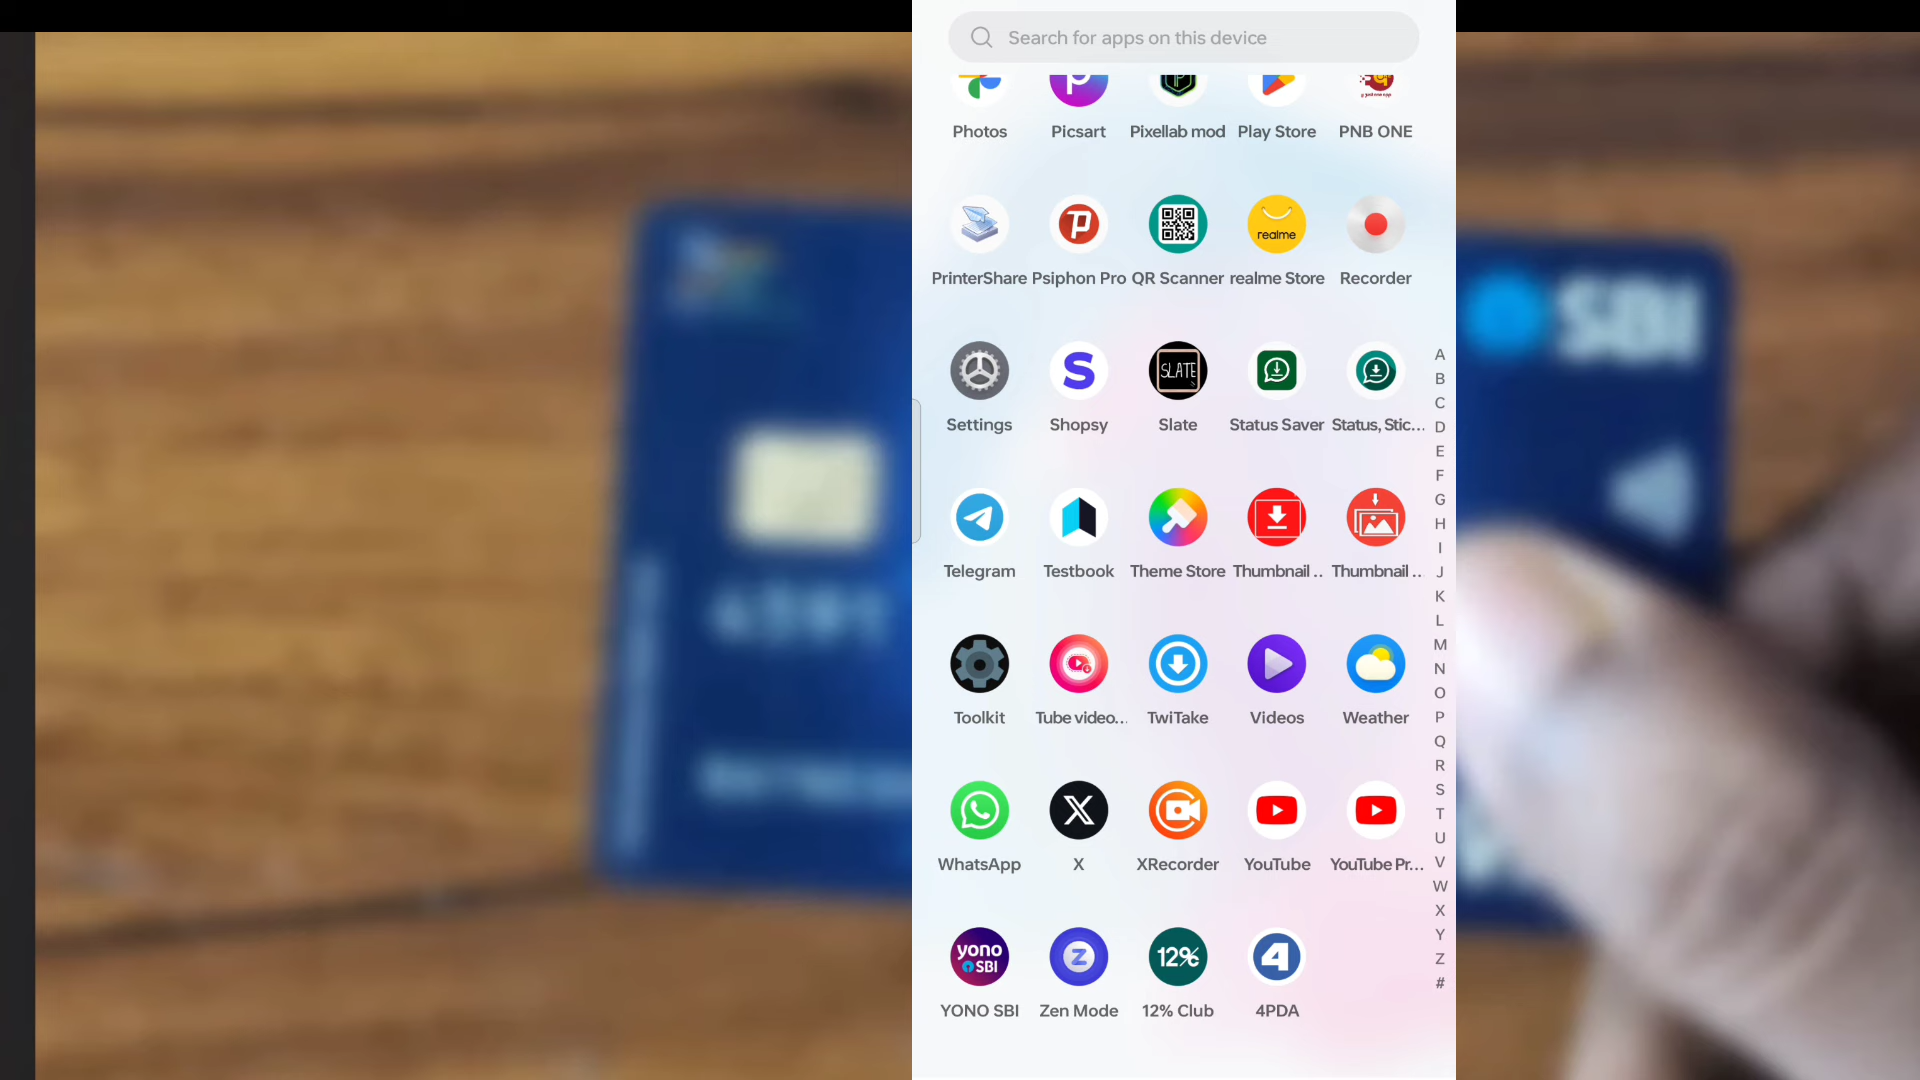 Search for apps on this device
Photos Picsart Pixellab mod Play Store PNB ONE
realme
PrinterShare Psiphon Pro QR Scanner realme Store Recorder
SBI
A
B
C
D
E
F
G
H
I
J
K
L
M
N
O
P
Q
R
S
T
U
V
W
X
Y
Z
#
S SLATE
Settings Shopsy Slate Status Saver Status, Stic...
Telegram Testbook Theme Store Thumbnail .. Thumbnail ..
Toolkit Tube video... TwiTake Videos Weather
WhatsApp X XRecorder YouTube YouTube Pr...
yono SBI Z 12% 4
YONO SBI Zen Mode 12% Club 4PDA